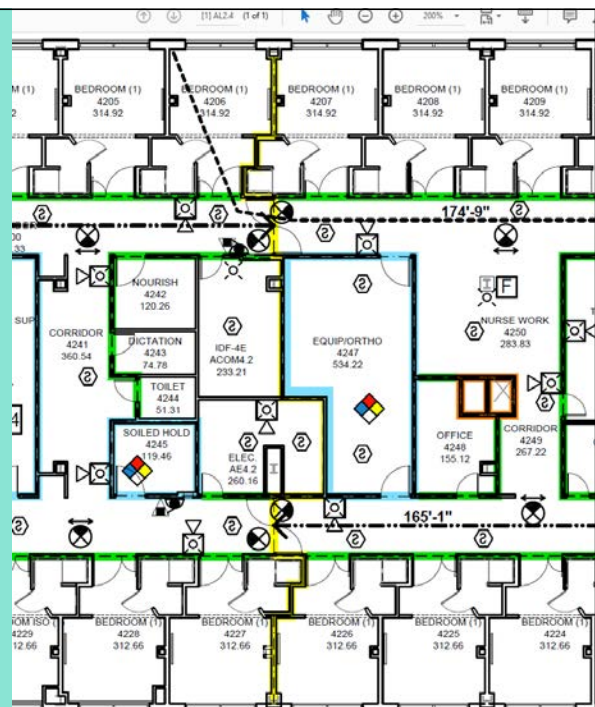 [1] AL2.4 (1 of 1)
200%
M (1)
BEDROOM (1)
4205
314.92
BEDROOM (1)
4206
314.92
BEDROOM (1)
4207
314.92
BEDROOM (1)
4208
314.92
BEDROOM (1)
4209
314.92
174'-9"
NOURISH
4242
120.26
CORRIDOR
4241
360.54
DICTATION
4243
74.78
TOILET
4244
51.31
SOILED HOLD
4245
119.46
IDF-4E
ACOM4.2
233.21
ELEC.
AE4.2
260.16
EQUIP/ORTHO
4247
534.22
F
NURSE WORK
4250
283.83
OFFICE
4248
155.12
CORRIDOR
4249
267.22
SUP
4
165'-1"
OM ISO (
4229
312.66
BEDROOM (1)
4228
312.66
BEDROOM (1)
4227
312.66
BEDROOM (1)
4226
312.66
BEDROOM (1)
4225
312.66
BEDROOM (1)
4224
312.66